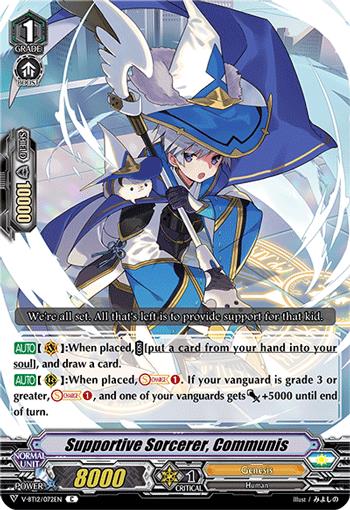 1
GRADE
BOOST
SHIELD 10000
We're all set. All that's left is to provide support for that kid.
AUTO [ ]:When placed, [put a card from your hand into your
soul], and draw a card.
AUTO [ ]:When placed, CHARGE 1. If your vanguard is grade 3 or
greater, CHARGE 1, and one of your vanguards gets +5000 until end
of turn.
Supportive Sorcerer, Communis
NORMAL
UNIT
POWER
8000
1
CRITICAL
Genesis
Human
V-BT12/072EN C
Illust / みよしの